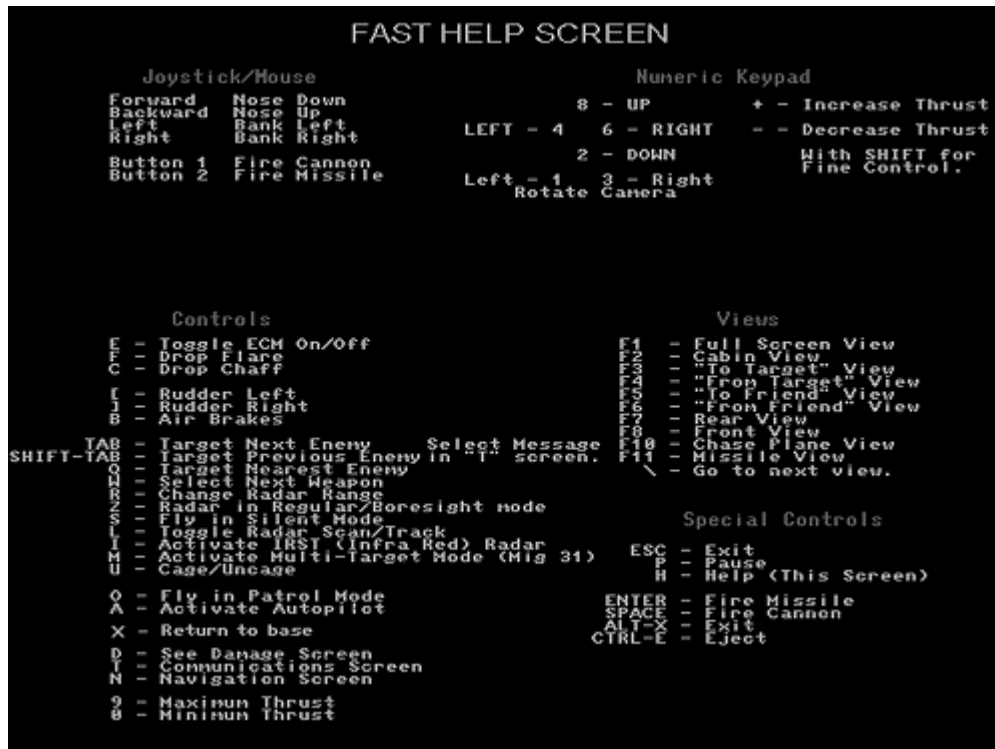 FAST HELP SCREEN
Joystick/Mouse
Forward Nose Down
Backward Nose Up
Left Bank Left
Right Bank Right
Button 1 Fire Cannon
Button 2 Fire Missile
Numeric Keypad
8 - UP + - Increase Thrust
LEFT - 4 6 - RIGHT - - Decrease Thrust
2 - DOWN With SHIFT for
Fine Control.
Left - 1 3 - Right
Rotate Camera
Controls
E - Toggle ECM On/Off
F - Drop Flare
C - Drop Chaff
[ - Rudder Left
] - Rudder Right
B - Air Brakes
TAB - Target Next Enemy Select Message
SHIFT-TAB - Target Previous Enemy in "T" screen.
Q - Target Nearest Enemy
W - Select Next Weapon
R - Change Radar Range
Z - Radar in Regular/Boresight mode
S - Fly in Silent Mode
L - Toggle Radar Scan/Track
I - Activate IRST (Infra Red) Radar
M - Activate Multi-Target Mode (Mig 31)
U - Cage/Uncage
O - Fly in Patrol Mode
A - Activate Autopilot
X - Return to base
D - See Damage Screen
T - Communications Screen
N - Navigation Screen
9 - Maximum Thrust
0 - Minimum Thrust
Views
F1 - Full Screen View
F2 - Cabin View
F3 - "To Target" View
F4 - "From Target" View
F5 - "To Friend" View
F6 - "From Friend" View
F7 - Rear View
F8 - Front View
F10 - Chase Plane View
F11 - Missile View
\ - Go to next view.
Special Controls
ESC - Exit
P - Pause
H - Help (This Screen)
ENTER - Fire Missile
SPACE - Fire Cannon
ALT-X - Exit
CTRL-E - Eject